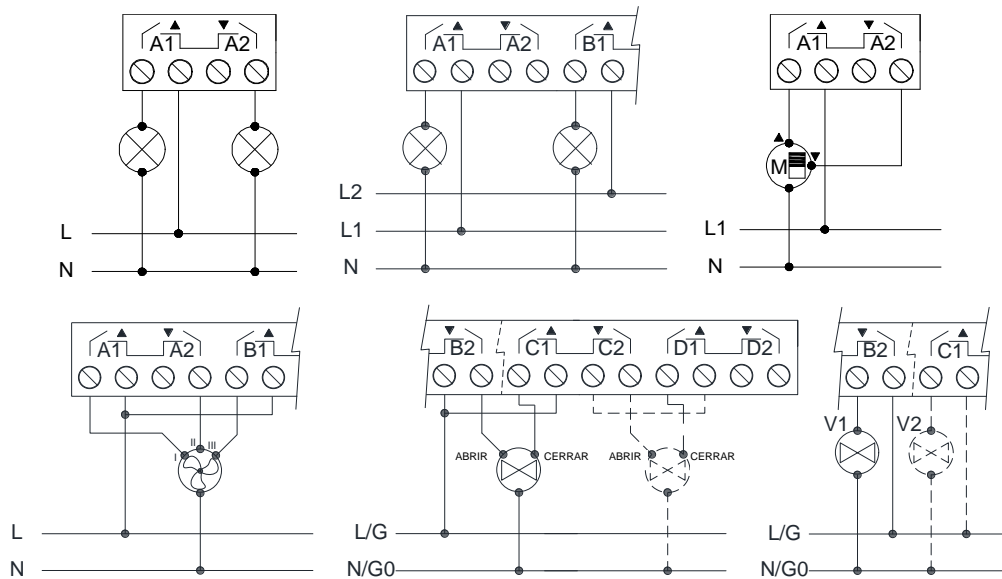 A1 A2
L
N
A1 A2 B1
L2
L1
N
A1 A2
M
L1
N
A1 A2 B1
I II III
L
N
B2 C1 C2 D1 D2
ABRIR CERRAR ABRIR CERRAR
L/G
N/G0
B2 C1
V1 V2
L/G
N/G0